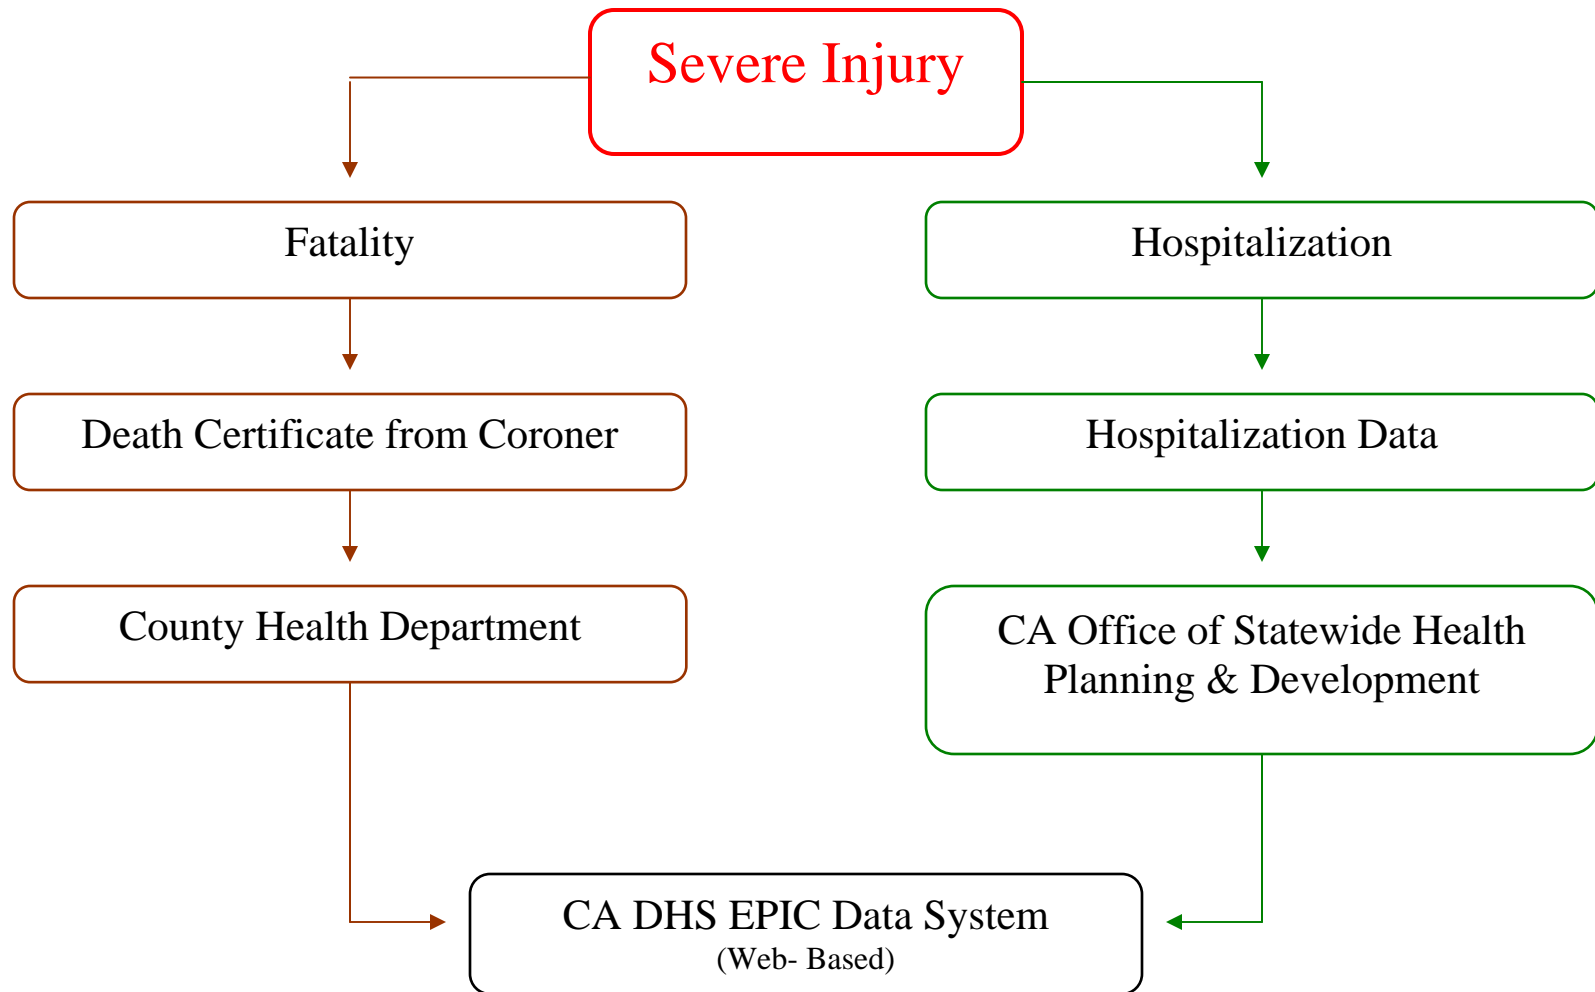 Severe Injury
Fatality
Hospitalization
Death Certificate from Coroner
Hospitalization Data
County Health Department
CA Office of Statewide Health
Planning & Development
CA DHS EPIC Data System
(Web- Based)